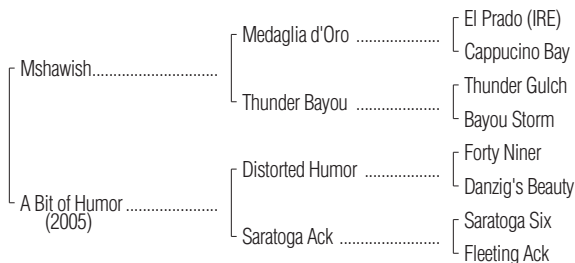 El Prado (IRE)
Medaglia d'Oro ....................
Cappucino Bay
Mshawish..............................
Thunder Gulch
Thunder Bayou ....................
Bayou Storm
Forty Niner
Distorted Humor ..................
Danzig's Beauty
A Bit of Humor ......................
(2005)
Saratoga Six
Saratoga Ack ........................
Fleeting Ack